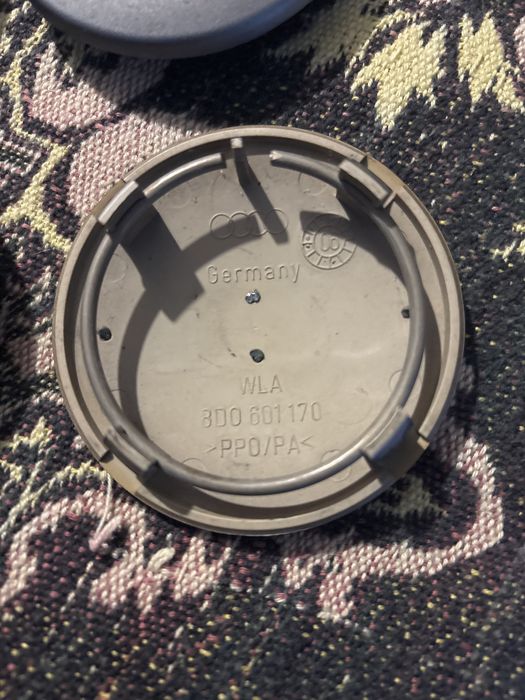 Germany
WLA
8D0 601 170
>PPO/PA<